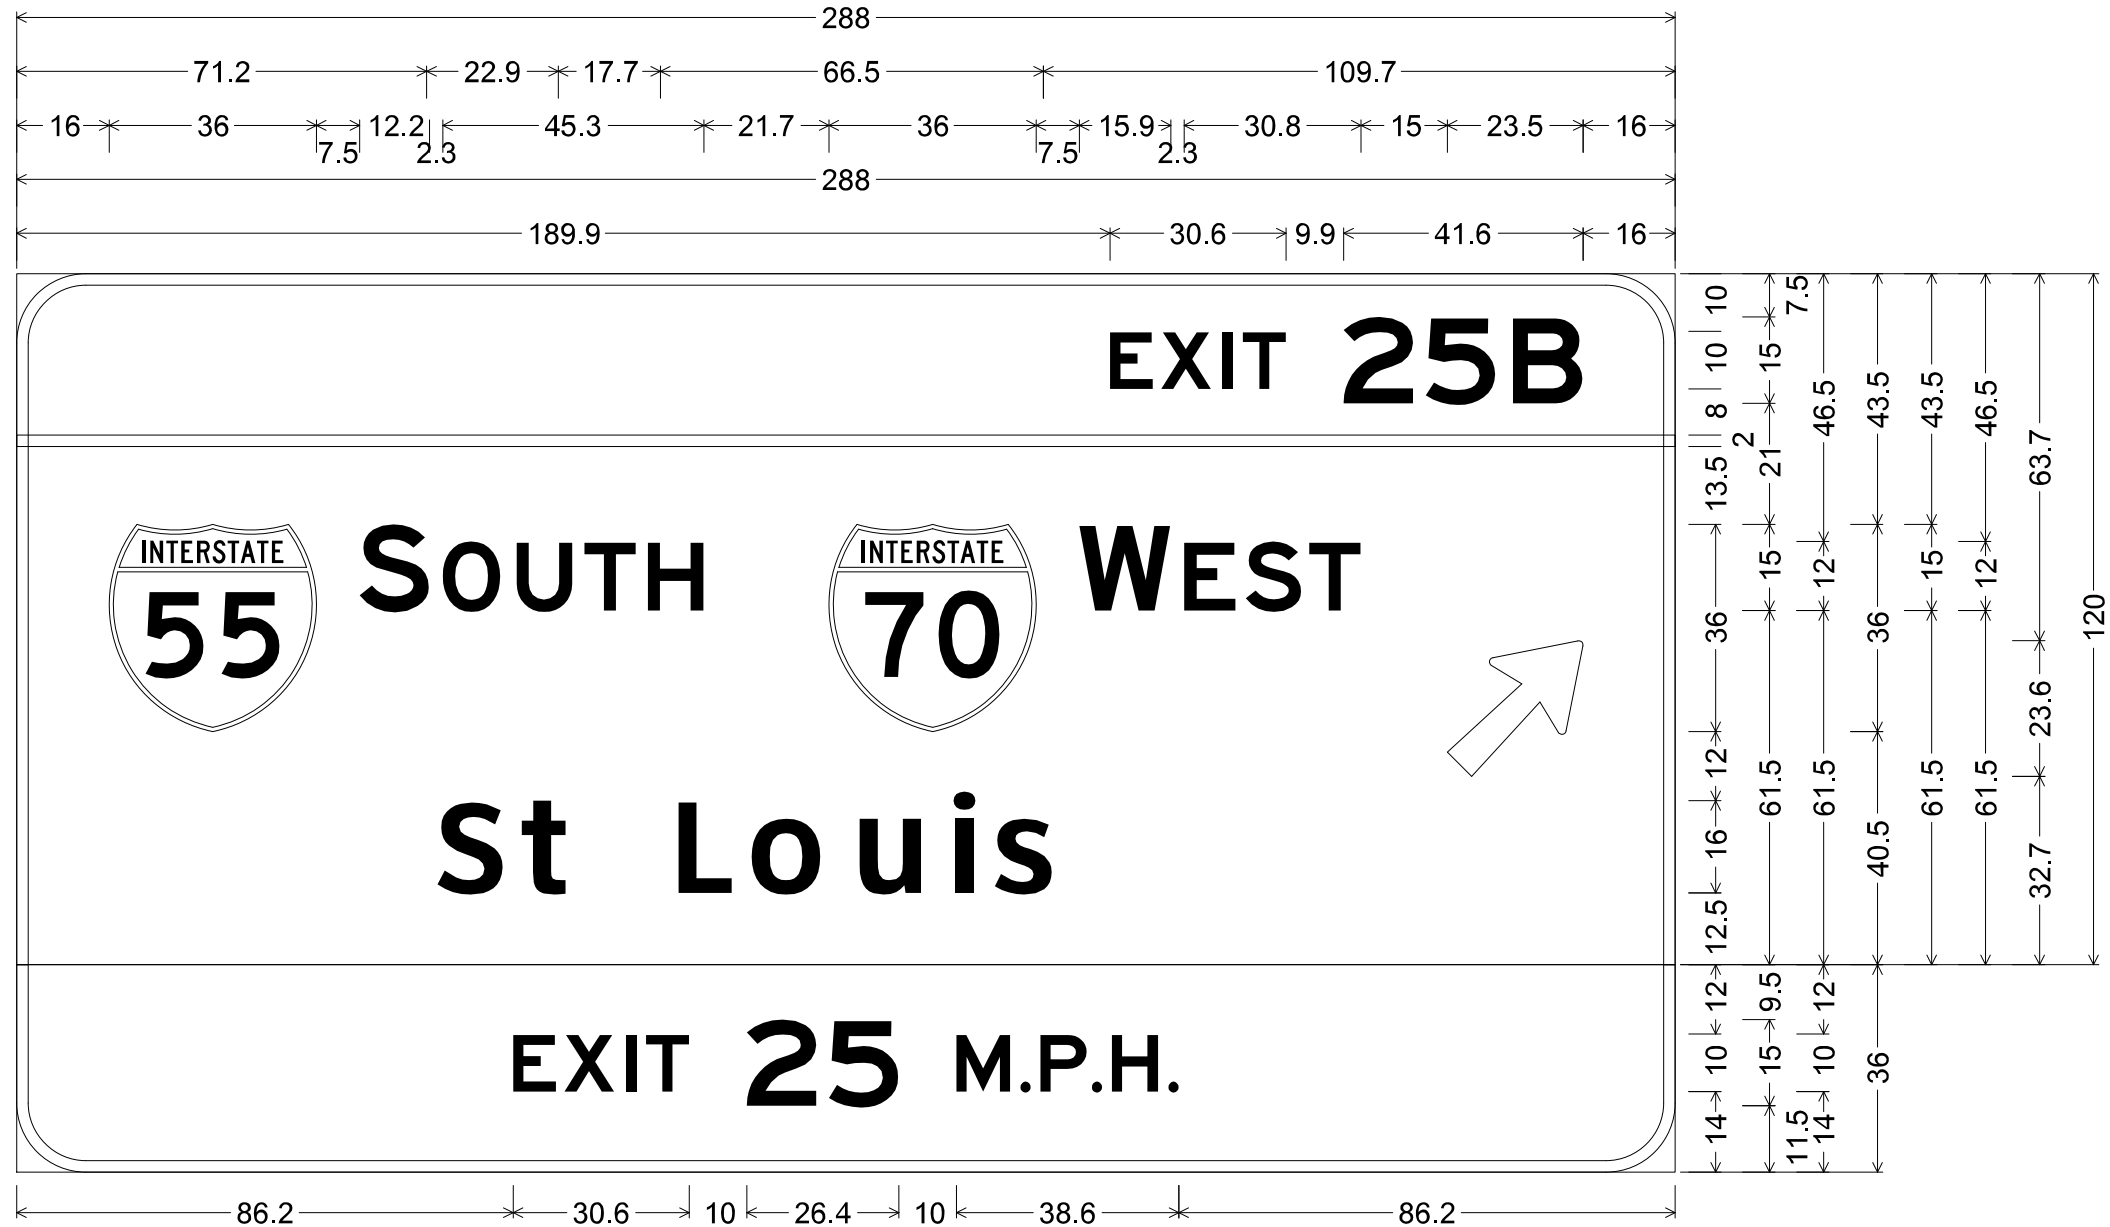 288
71.2 22.9 17.7 66.5 109.7
16 36 12.2 45.3 21.7 36 15.9 30.8 15 23.5 16
7.5 2.3 7.5 2.3
288
189.9 30.6 9.9 41.6 16
EXIT 25B
INTERSTATE 55 SOUTH INTERSTATE 70 WEST
St Louis
EXIT 25 M.P.H.
86.2 30.6 10 26.4 10 38.6 86.2
10 10 8 2 13.5 36 12 16 12.5
7.5 15 21 15 61.5
46.5 12 61.5
43.5 36 40.5
43.5 15 61.5
46.5 12 61.5
63.7 23.6 32.7
120
12 10 14
9.5 15 11.5
12 10 14
36